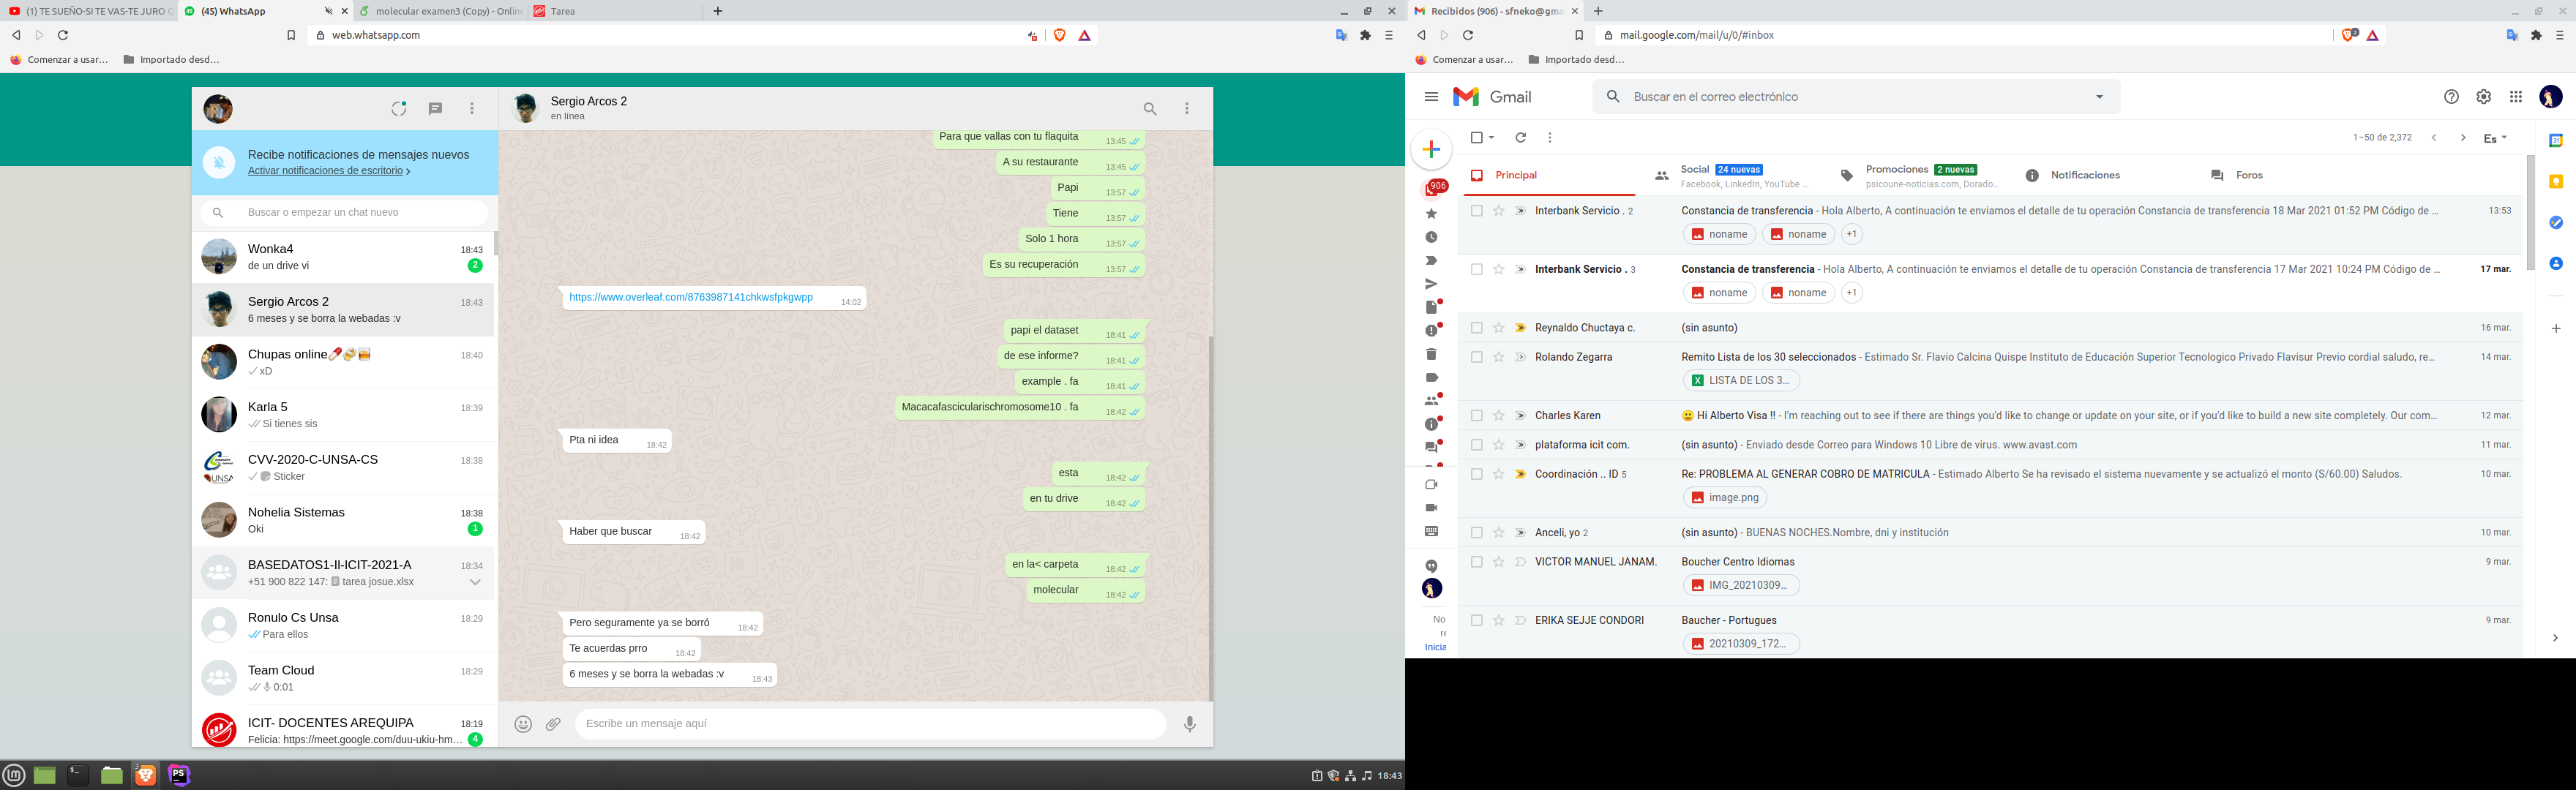 (1) TE SUEÑO-SI TE VAS-TE JURO Q
(45) WhatsApp
molecular examen3 (Copy) - Onlin
Tarea
web.whatsapp.com
Comenzar a usar...
Importado desd...
Recibe notificaciones de mensajes nuevos
Activar notificaciones de escritorio >
Buscar o empezar un chat nuevo
Wonka4 18:43
de un drive vi 2
Sergio Arcos 2 18:43
6 meses y se borra la webadas :v
Chupas online 18:40
xD
Karla 5 18:39
Si tienes sis
CVV-2020-C-UNSA-CS 18:38
Sticker
Nohelia Sistemas 18:38
Oki 1
BASEDATOS1-II-ICIT-2021-A 18:34
+51 900 822 147: tarea josue.xlsx
Ronulo Cs Unsa 18:29
Para ellos
Team Cloud 18:29
0:01
ICIT- DOCENTES AREQUIPA 18:19
Felicia: https://meet.google.com/duu-ukiu-hm... 4
Sergio Arcos 2
en línea
Para que vallas con tu flaquita 13:45
A su restaurante 13:45
Papi 13:57
Tiene 13:57
Solo 1 hora 13:57
Es su recuperación 13:57
https://www.overleaf.com/8763987141chkwsfpkgwpp 14:02
papi el dataset 18:41
de ese informe? 18:41
example . fa 18:41
Macacafascicularischromosome10 . fa 18:42
Pta ni idea 18:42
esta 18:42
en tu drive 18:42
Haber que buscar 18:42
en la< carpeta 18:42
molecular 18:42
Pero seguramente ya se borró 18:42
Te acuerdas prro 18:42
6 meses y se borra la webadas :v 18:43
Escribe un mensaje aquí
PS
18:43
Recibidos (906) - sfneko@gma
mail.google.com/mail/u/0/#inbox
2
Comenzar a usar...
Importado desd...
Gmail
Buscar en el correo electrónico
1–50 de 2,372
Es
906
Principal
Social 24 nuevas
Facebook, LinkedIn, YouTube ...
Promociones 2 nuevas
psicoune-noticias.com, Dorado...
Notificaciones
Foros
Interbank Servicio . 2 Constancia de transferencia - Hola Alberto, A continuación te enviamos el detalle de tu operación Constancia de transferencia 18 Mar 2021 01:52 PM Código de ... 13:53
noname noname +1
Interbank Servicio . 3 Constancia de transferencia - Hola Alberto, A continuación te enviamos el detalle de tu operación Constancia de transferencia 17 Mar 2021 10:24 PM Código de ... 17 mar.
noname noname +1
Reynaldo Chuctaya c. (sin asunto) 16 mar.
Rolando Zegarra Remito Lista de los 30 seleccionados - Estimado Sr. Flavio Calcina Quispe Instituto de Educación Superior Tecnologico Privado Flavisur Previo cordial saludo, re... 14 mar.
LISTA DE LOS 3...
Charles Karen Hi Alberto Visa !! - I'm reaching out to see if there are things you'd like to change or update on your site, or if you'd like to build a new site completely. Our com... 12 mar.
plataforma icit com. (sin asunto) - Enviado desde Correo para Windows 10 Libre de virus. www.avast.com 11 mar.
Coordinación .. ID 5 Re: PROBLEMA AL GENERAR COBRO DE MATRICULA - Estimado Alberto Se ha revisado el sistema nuevamente y se actualizó el monto (S/60.00) Saludos. 10 mar.
image.png
Anceli, yo 2 (sin asunto) - BUENAS NOCHES.Nombre, dni y institución 10 mar.
VICTOR MANUEL JANAM. Boucher Centro Idiomas 9 mar.
IMG_20210309...
ERIKA SEJJE CONDORI Baucher - Portugues 9 mar.
20210309_172...
No
re
Inicia